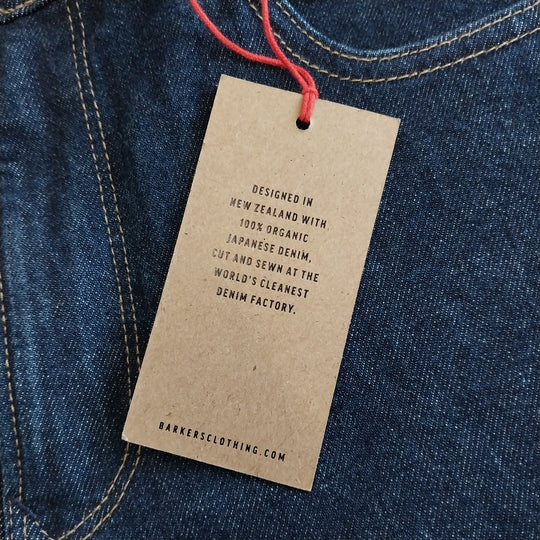 DESIGNED IN
NEW ZEALAND WITH
100% ORGANIC
JAPANESE DENIM,
CUT AND SEWN AT THE
WORLD'S CLEANEST
DENIM FACTORY.
BARKERSCLOTHING.COM